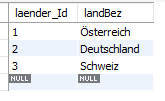 laender_Id landBez
1 Österreich
2 Deutschland
3 Schweiz
NULL NULL